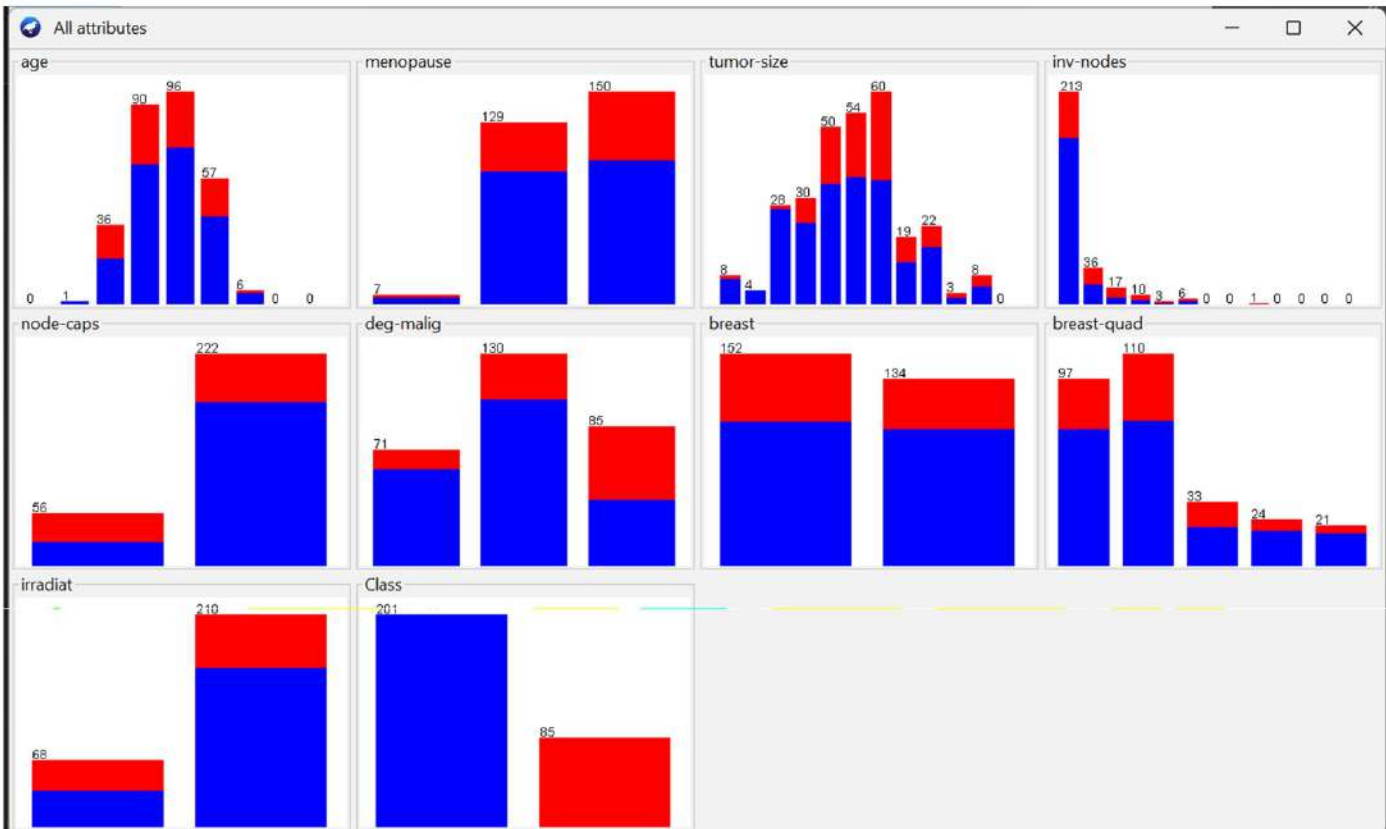 All attributes
age
0 1 36 90 96 57 6 0 0
menopause
7 129 150
tumor-size
8 4 28 30 50 54 60 19 22 3 8 0
inv-nodes
213 36 17 10 3 6 0 0 1 0 0 0 0
node-caps
56 222
deg-malig
71 130 85
breast
152 134
breast-quad
97 110 33 24 21
irradiat
68 210
Class
201 85